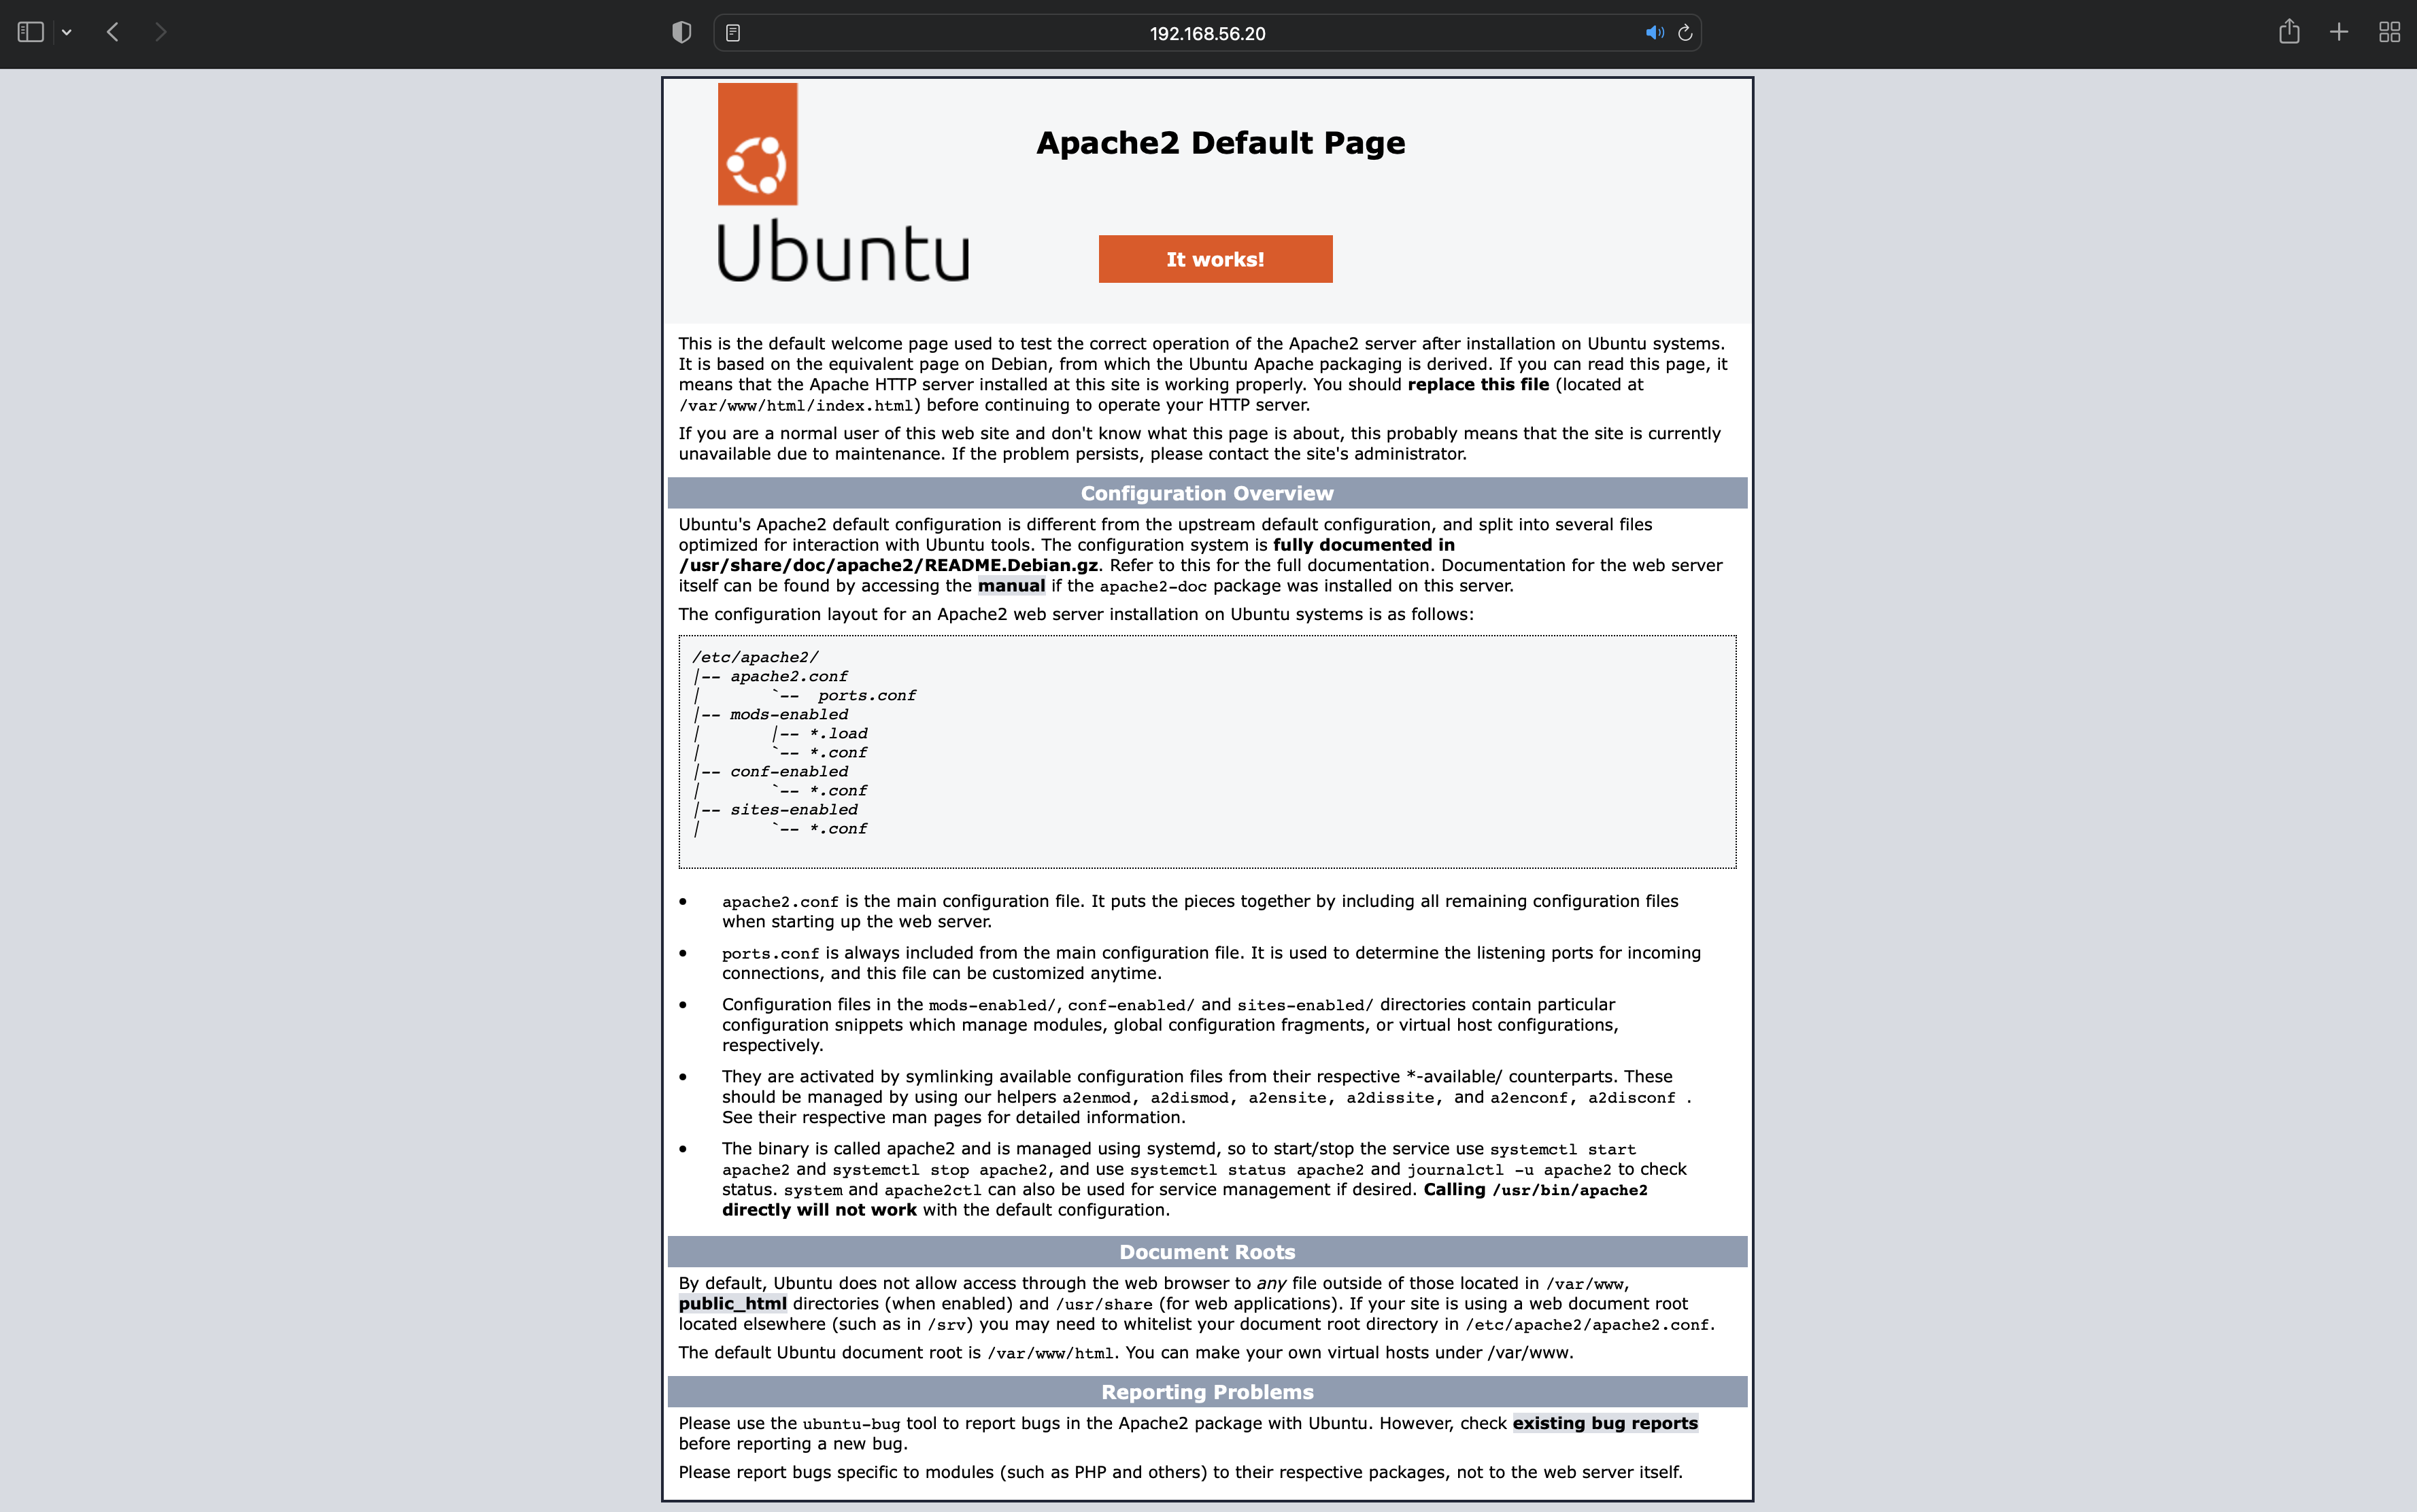 192.168.56.20
Apache2 Default Page
Ubuntu
It works!
This is the default welcome page used to test the correct operation of the Apache2 server after installation on Ubuntu systems.
It is based on the equivalent page on Debian, from which the Ubuntu Apache packaging is derived. If you can read this page, it
means that the Apache HTTP server installed at this site is working properly. You should replace this file (located at
/var/www/html/index.html) before continuing to operate your HTTP server.
If you are a normal user of this web site and don't know what this page is about, this probably means that the site is currently
unavailable due to maintenance. If the problem persists, please contact the site's administrator.
Configuration Overview
Ubuntu's Apache2 default configuration is different from the upstream default configuration, and split into several files
optimized for interaction with Ubuntu tools. The configuration system is fully documented in
/usr/share/doc/apache2/README.Debian.gz. Refer to this for the full documentation. Documentation for the web server
itself can be found by accessing the manual if the apache2-doc package was installed on this server.
The configuration layout for an Apache2 web server installation on Ubuntu systems is as follows:
/etc/apache2/
|-- apache2.conf
|       `--  ports.conf
|-- mods-enabled
|       |-- *.load
|       `-- *.conf
|-- conf-enabled
|       `-- *.conf
|-- sites-enabled
|       `-- *.conf
• apache2.conf is the main configuration file. It puts the pieces together by including all remaining configuration files
when starting up the web server.
• ports.conf is always included from the main configuration file. It is used to determine the listening ports for incoming
connections, and this file can be customized anytime.
• Configuration files in the mods-enabled/, conf-enabled/ and sites-enabled/ directories contain particular
configuration snippets which manage modules, global configuration fragments, or virtual host configurations,
respectively.
• They are activated by symlinking available configuration files from their respective *-available/ counterparts. These
should be managed by using our helpers a2enmod, a2dismod, a2ensite, a2dissite, and a2enconf, a2disconf .
See their respective man pages for detailed information.
• The binary is called apache2 and is managed using systemd, so to start/stop the service use systemctl start
apache2 and systemctl stop apache2, and use systemctl status apache2 and journalctl -u apache2 to check
status. system and apache2ctl can also be used for service management if desired. Calling /usr/bin/apache2
directly will not work with the default configuration.
Document Roots
By default, Ubuntu does not allow access through the web browser to any file outside of those located in /var/www,
public_html directories (when enabled) and /usr/share (for web applications). If your site is using a web document root
located elsewhere (such as in /srv) you may need to whitelist your document root directory in /etc/apache2/apache2.conf.
The default Ubuntu document root is /var/www/html. You can make your own virtual hosts under /var/www.
Reporting Problems
Please use the ubuntu-bug tool to report bugs in the Apache2 package with Ubuntu. However, check existing bug reports
before reporting a new bug.
Please report bugs specific to modules (such as PHP and others) to their respective packages, not to the web server itself.